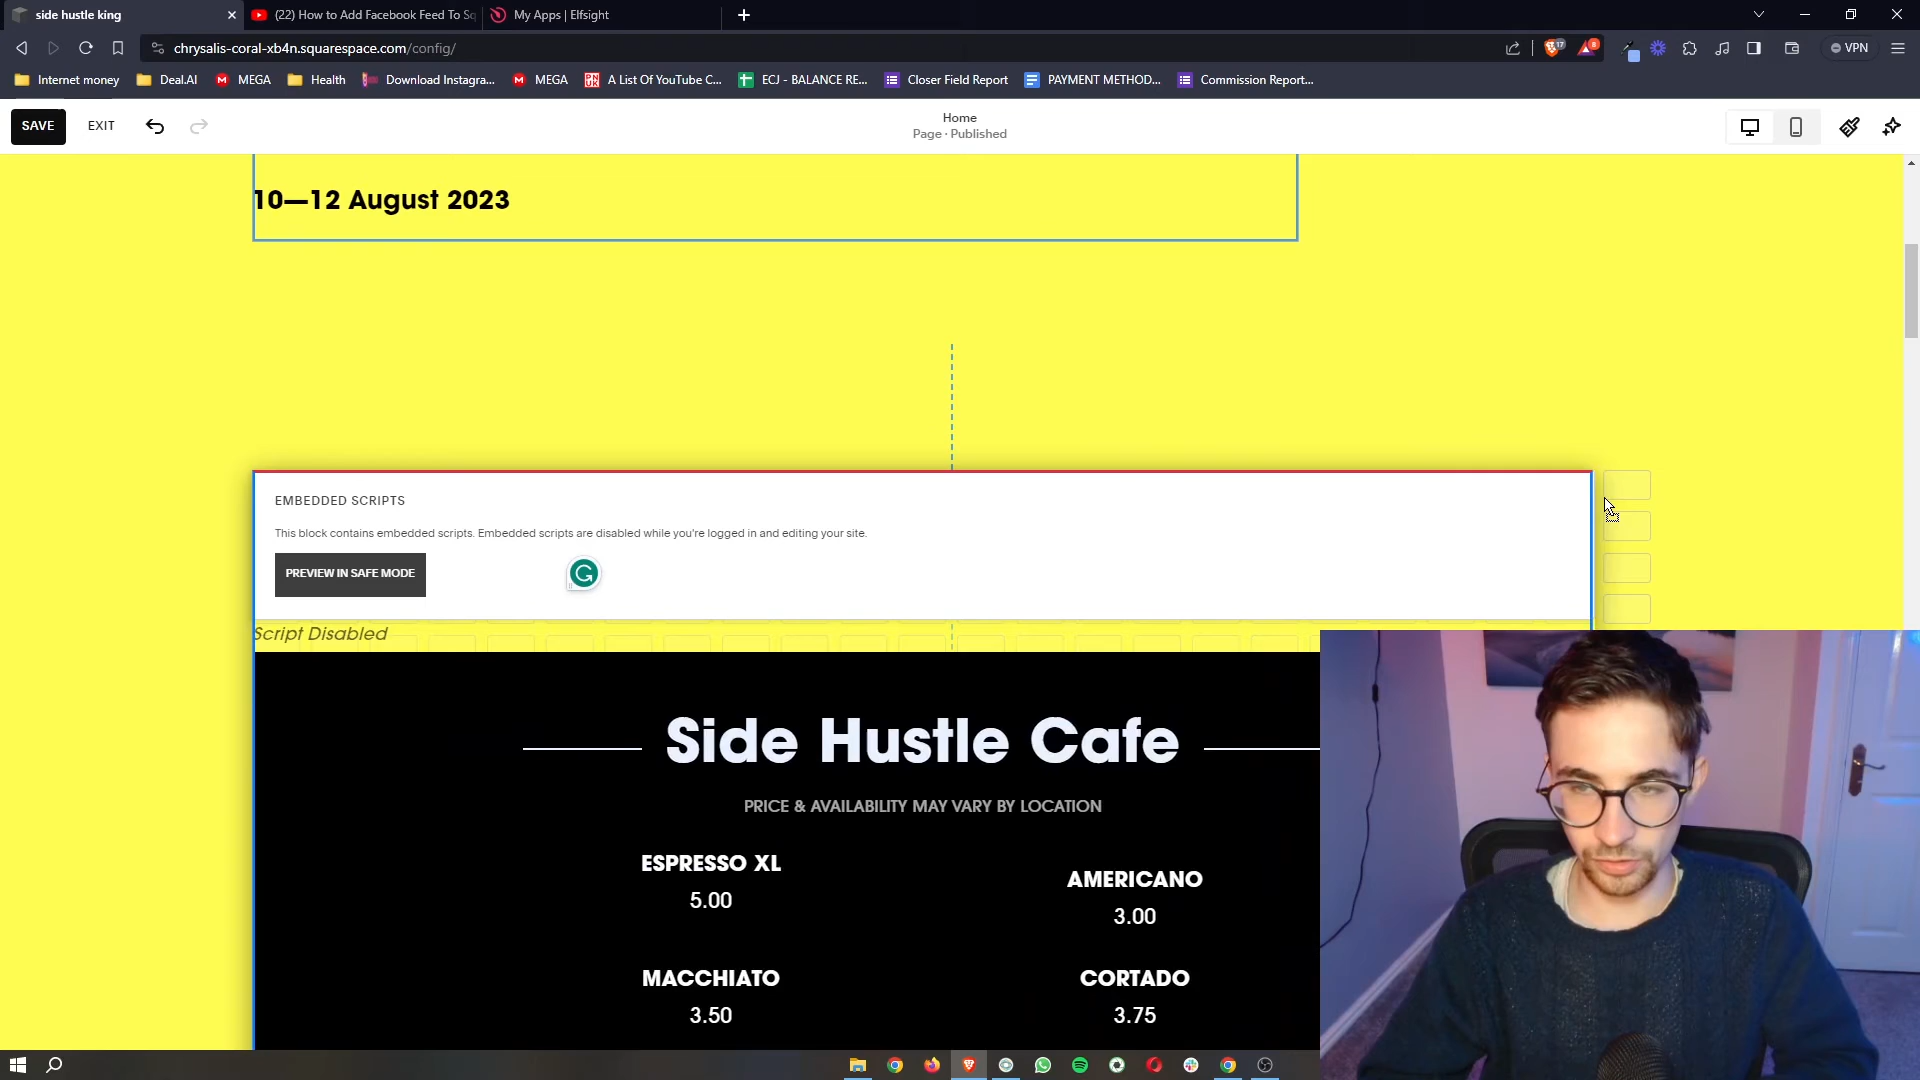 side hustle king
(22) How to Add Facebook Feed To Sq
My Apps | Elfsight
chrysalis-coral-xb4n.squarespace.com/config/
17
8
VPN
Internet money
Deal.AI
MEGA
Health
Download Instagra...
MEGA
A List Of YouTube C...
ECJ - BALANCE RE...
Closer Field Report
PAYMENT METHOD...
Commission Report...
SAVE
EXIT
Home
Page · Published
10—12 August 2023
EMBEDDED SCRIPTS
This block contains embedded scripts. Embedded scripts are disabled while you're logged in and editing your site.
PREVIEW IN SAFE MODE
Script Disabled
Side Hustle Cafe
PRICE & AVAILABILITY MAY VARY BY LOCATION
ESPRESSO XL
5.00
AMERICANO
3.00
MACCHIATO
3.50
CORTADO
3.75